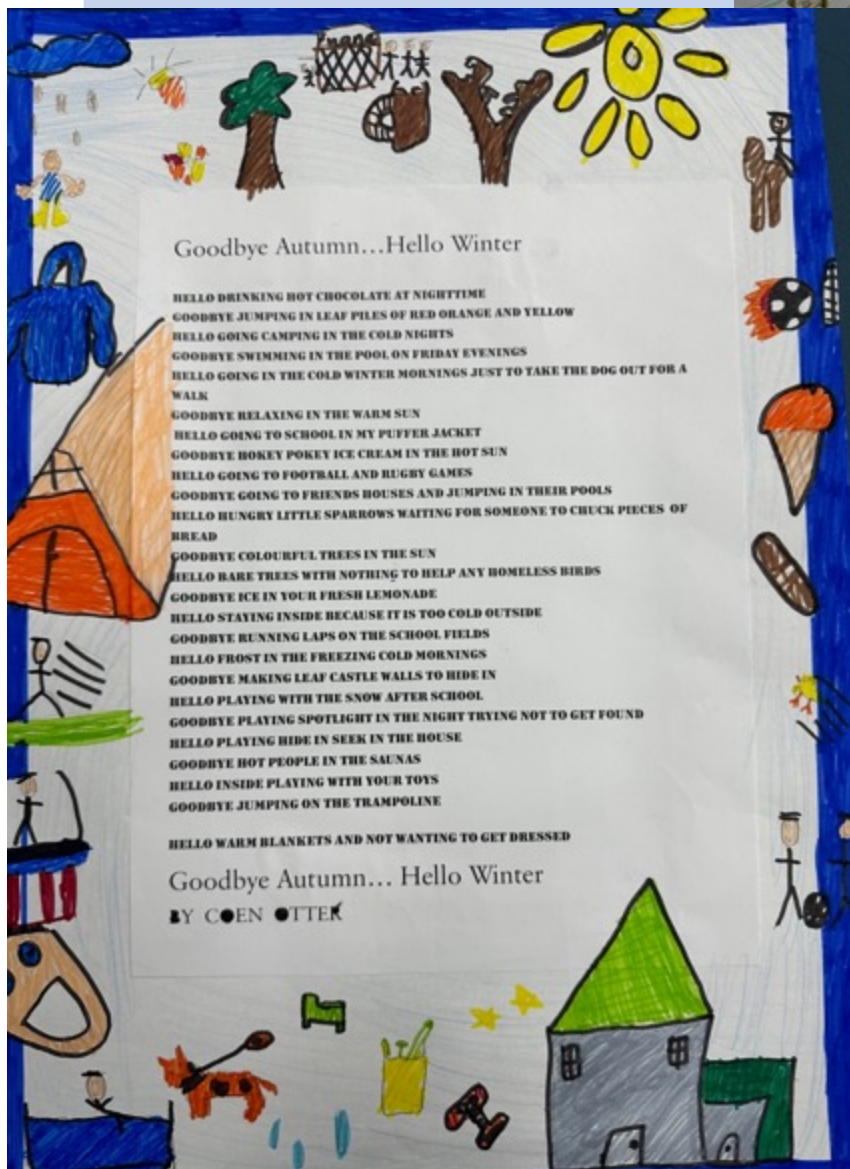 Goodbye Autumn...Hello Winter
HELLO DRINKING HOT CHOCOLATE AT NIGHTTIME
GOODBYE JUMPING IN LEAF PILES OF RED ORANGE AND YELLOW
HELLO GOING CAMPING IN THE COLD NIGHTS
GOODBYE SWIMMING IN THE POOL ON FRIDAY EVENINGS
HELLO GOING IN THE COLD WINTER MORNINGS JUST TO TAKE THE DOG OUT FOR A
WALK
GOODBYE RELAXING IN THE WARM SUN
HELLO GOING TO SCHOOL IN MY PUFFER JACKET
GOODBYE HOKEY POKEY ICE CREAM IN THE HOT SUN
HELLO GOING TO FOOTBALL AND RUGBY GAMES
GOODBYE GOING TO FRIENDS HOUSES AND JUMPING IN THEIR POOLS
HELLO HUNGRY LITTLE SPARROWS WAITING FOR SOMEONE TO CHUCK PIECES OF
BREAD
GOODBYE COLOURFUL TREES IN THE SUN
HELLO BARE TREES WITH NOTHING TO HELP ANY HOMELESS BIRDS
GOODBYE ICE IN YOUR FRESH LEMONADE
HELLO STAYING INSIDE BECAUSE IT IS TOO COLD OUTSIDE
GOODBYE RUNNING LAPS ON THE SCHOOL FIELDS
HELLO FROST IN THE FREEZING COLD MORNINGS
GOODBYE MAKING LEAF CASTLE WALLS TO HIDE IN
HELLO PLAYING WITH THE SNOW AFTER SCHOOL
GOODBYE PLAYING SPOTLIGHT IN THE NIGHT TRYING NOT TO GET FOUND
HELLO PLAYING HIDE IN SEEK IN THE HOUSE
GOODBYE HOT PEOPLE IN THE SAUNAS
HELLO INSIDE PLAYING WITH YOUR TOYS
GOODBYE JUMPING ON THE TRAMPOLINE
HELLO WARM BLANKETS AND NOT WANTING TO GET DRESSED
Goodbye Autumn... Hello Winter
BY COEN OTTER